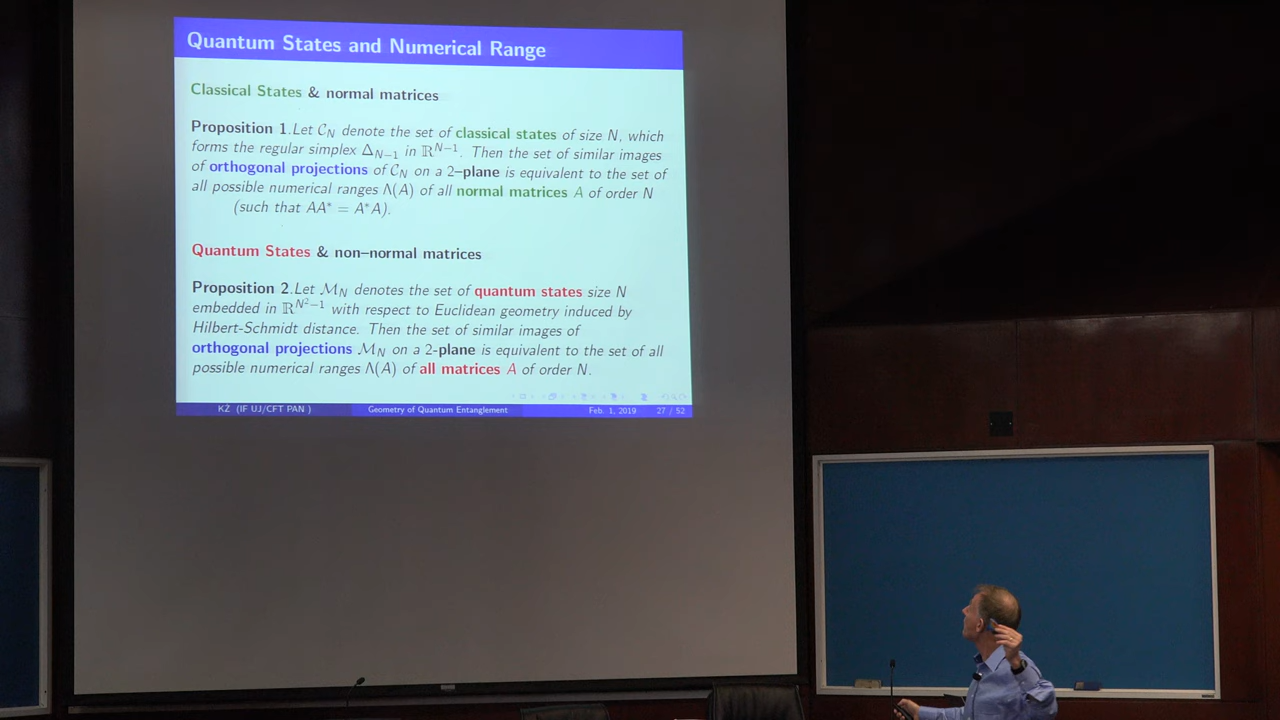 Quantum States and Numerical Range
Classical States & normal matrices
Proposition 1.Let 𝒞_N denote the set of classical states of size N, which
forms the regular simplex Δ_{N−1} in ℝ^{N−1}. Then the set of similar images
of orthogonal projections of 𝒞_N on a 2–plane is equivalent to the set of
all possible numerical ranges Λ(A) of all normal matrices A of order N
(such that AA* = A*A).
Quantum States & non–normal matrices
Proposition 2.Let ℳ_N denotes the set of quantum states size N
embedded in ℝ^{N²−1} with respect to Euclidean geometry induced by
Hilbert-Schmidt distance. Then the set of similar images of
orthogonal projections ℳ_N on a 2-plane is equivalent to the set of all
possible numerical ranges Λ(A) of all matrices A of order N.
KŻ (IF UJ/CFT PAN ) Geometry of Quantum Entanglement Feb. 1, 2019 27 / 52